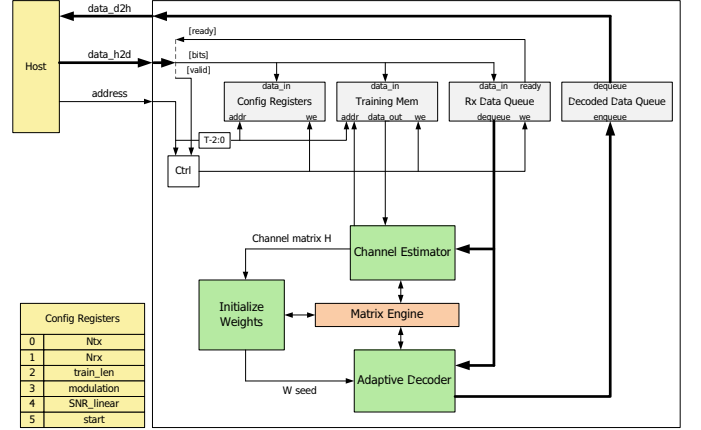 data_d2h
[ready]
data_h2d
[bits]
Host
[valid]
address
data_in
data_in
data_in ready
dequeue
Config Registers
Training Mem
Rx Data Queue
Decoded Data Queue
addr we
addr data_out we
dequeue we
enqueue
T-2:0
Ctrl
Channel matrix H
Channel Estimator
Initialize
Weights
Matrix Engine
Config Registers
0 Ntx
1 Nrx
2 train_len
3 modulation
4 SNR_linear
5 start
W seed
Adaptive Decoder